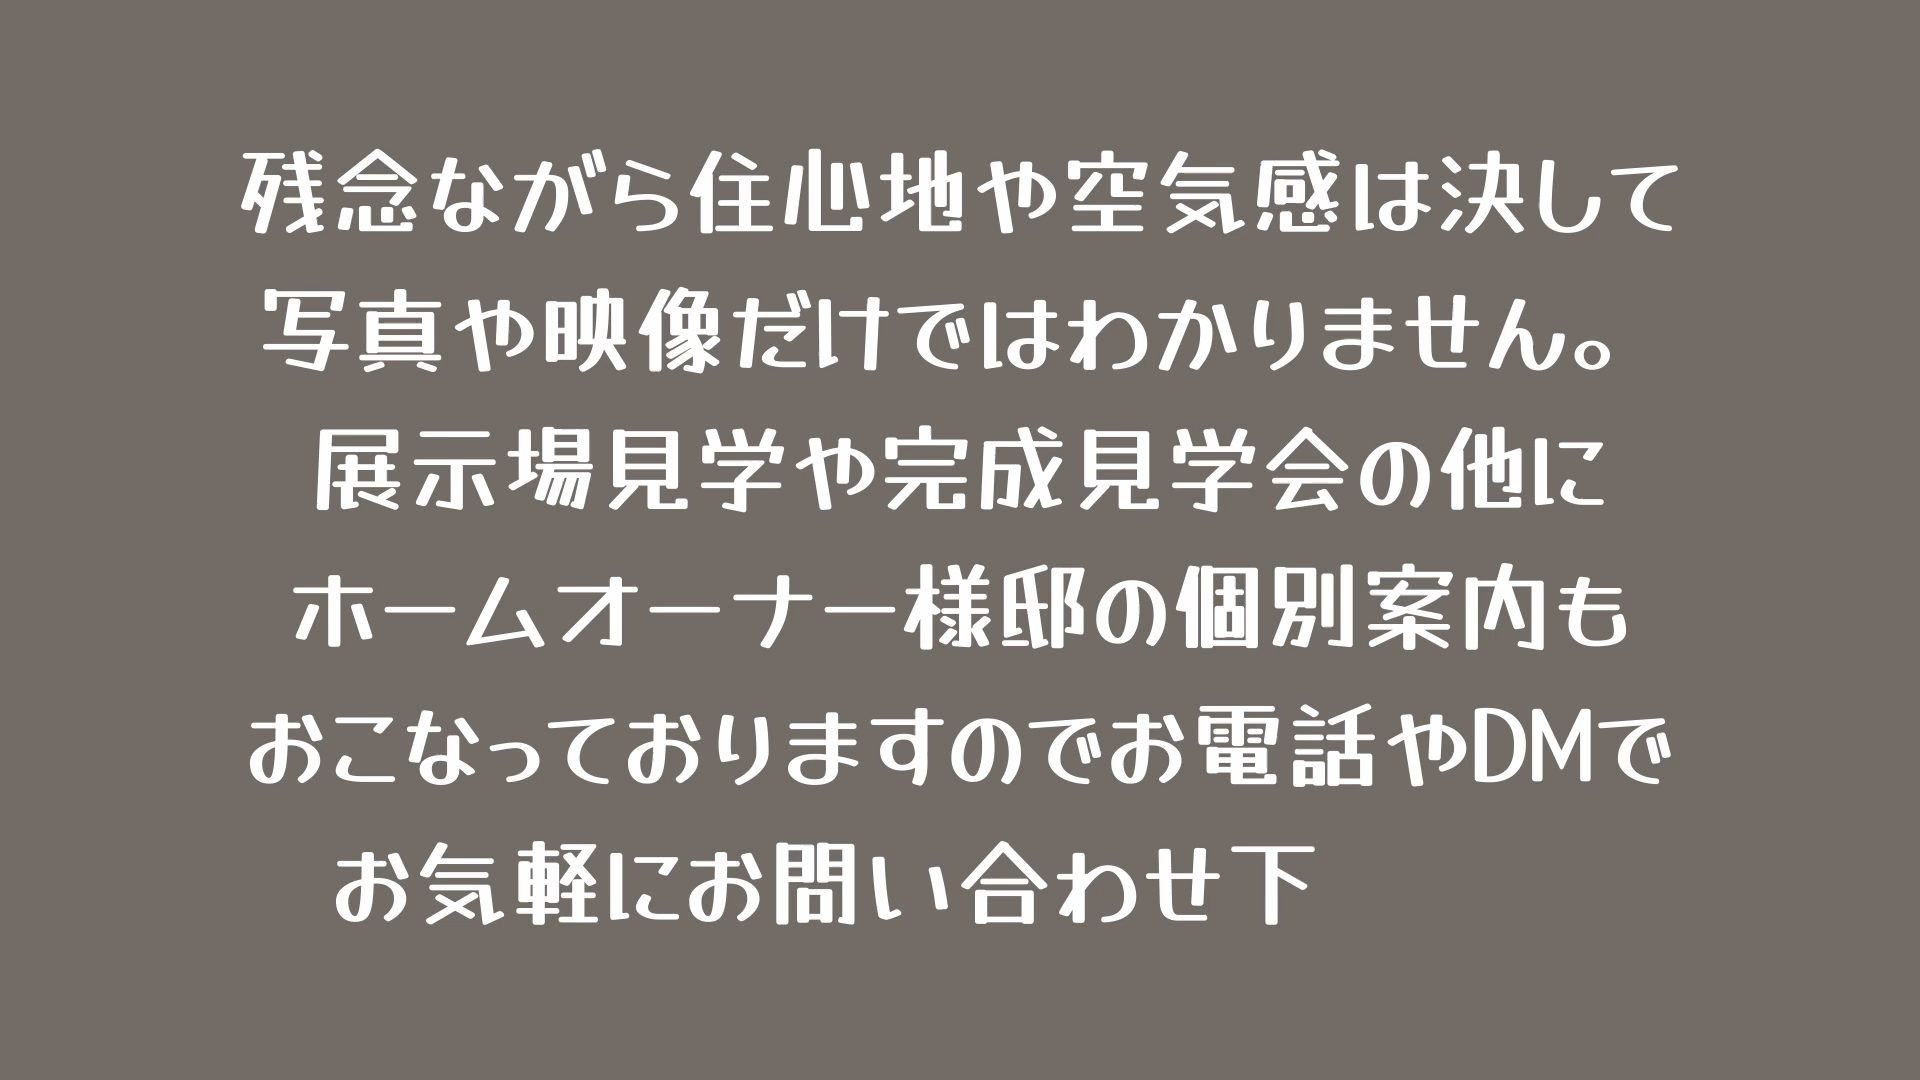 残念ながら住心地や空気感は決して
写真や映像だけではわかりません。
展示場見学や完成見学会の他に
ホームオーナー様邸の個別案内も
おこなっておりますのでお電話やDMで
お気軽にお問い合わせ下